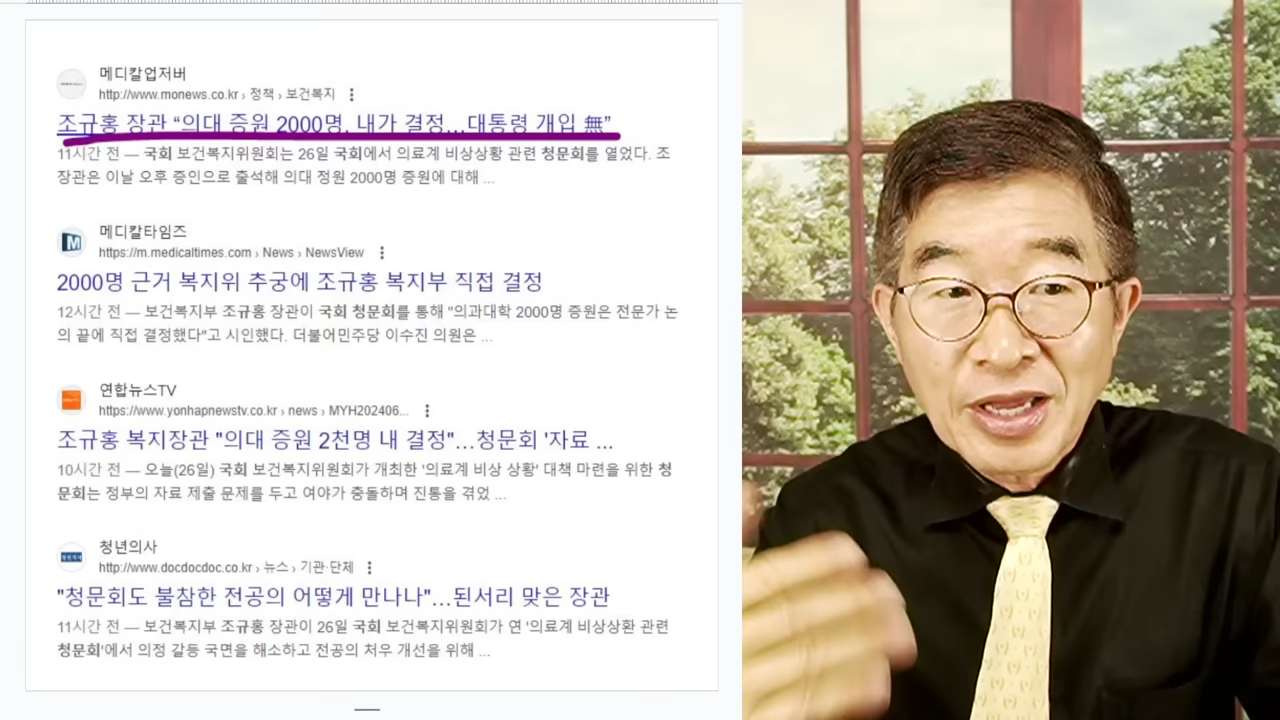 메디칼업저버
http://www.monews.co.kr › 정책 › 보건복지
조규홍 장관 “의대 증원 2000명, 내가 결정…대통령 개입 無”
11시간 전 — 국회 보건복지위원회는 26일 국회에서 의료계 비상상황 관련 청문회를 열었다. 조
장관은 이날 오후 증인으로 출석해 의대 정원 2000명 증원에 대해 ...
메디칼타임즈
https://m.medicaltimes.com › News › NewsView
2000명 근거 복지위 추궁에 조규홍 복지부 직접 결정
12시간 전 — 보건복지부 조규홍 장관이 국회 청문회를 통해 "의과대학 2000명 증원은 전문가 논
의 끝에 직접 결정했다"고 시인했다. 더불어민주당 이수진 의원은 ...
연합뉴스TV
https://www.yonhapnewstv.co.kr › news › MYH202406...
조규홍 복지장관 "의대 증원 2천명 내 결정"…청문회 '자료 ...
10시간 전 — 오늘(26일) 국회 보건복지위원회가 개최한 '의료계 비상 상황' 대책 마련을 위한 청
문회는 정부의 자료 제출 문제를 두고 여야가 충돌하며 진통을 겪었 ...
청년의사
http://www.docdocdoc.co.kr › 뉴스 › 기관·단체
"청문회도 불참한 전공의 어떻게 만나나"…된서리 맞은 장관
11시간 전 — 보건복지부 조규홍 장관이 26일 국회 보건복지위원회가 연 '의료계 비상상환 관련
청문회'에서 의정 갈등 국면을 해소하고 전공의 처우 개선을 위해 ...